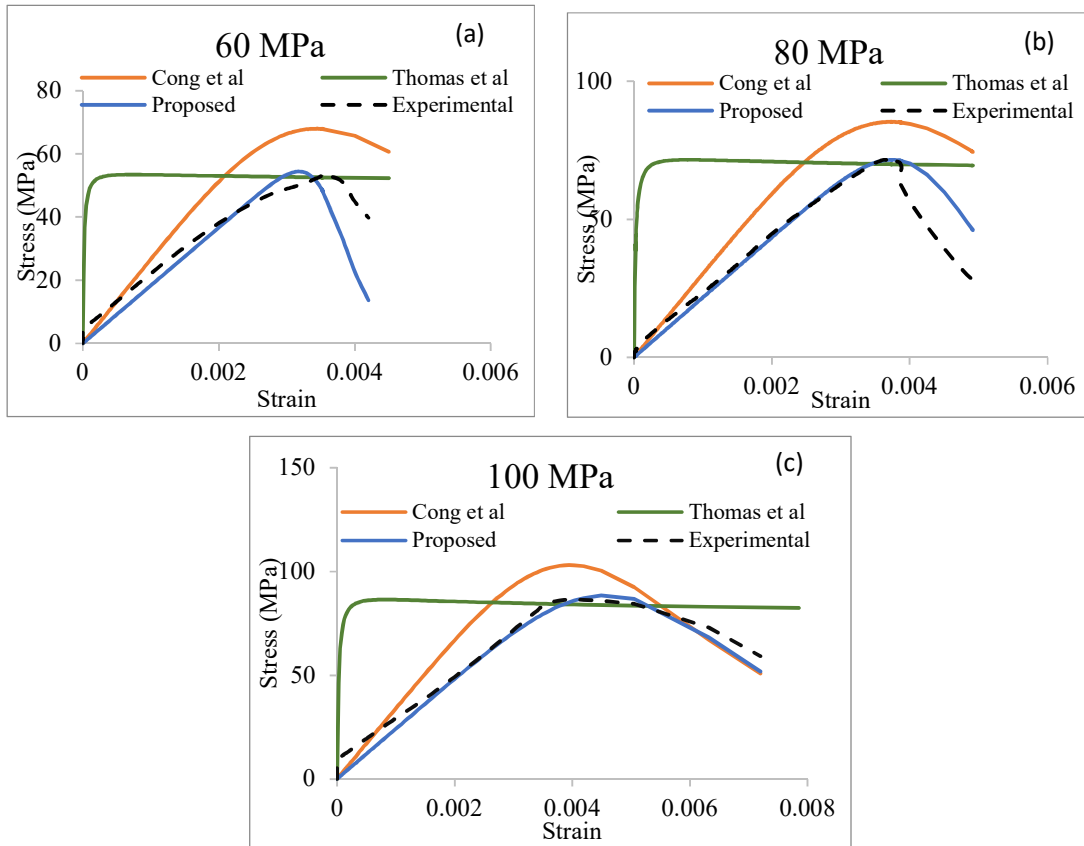 60 MPa
(a)
Cong et al
Thomas et al
Proposed
Experimental
80
60
40
20
0
Stress (MPa)
0
0.002
0.004
0.006
Strain
80 MPa
(b)
Cong et al
Thomas et al
Proposed
Experimental
100
50
0
Stress (MPa)
0
0.002
0.004
0.006
Strain
100 MPa
(c)
Cong et al
Thomas et al
Proposed
Experimental
150
100
50
0
Stress (MPa)
0
0.002
0.004
0.006
0.008
Strain